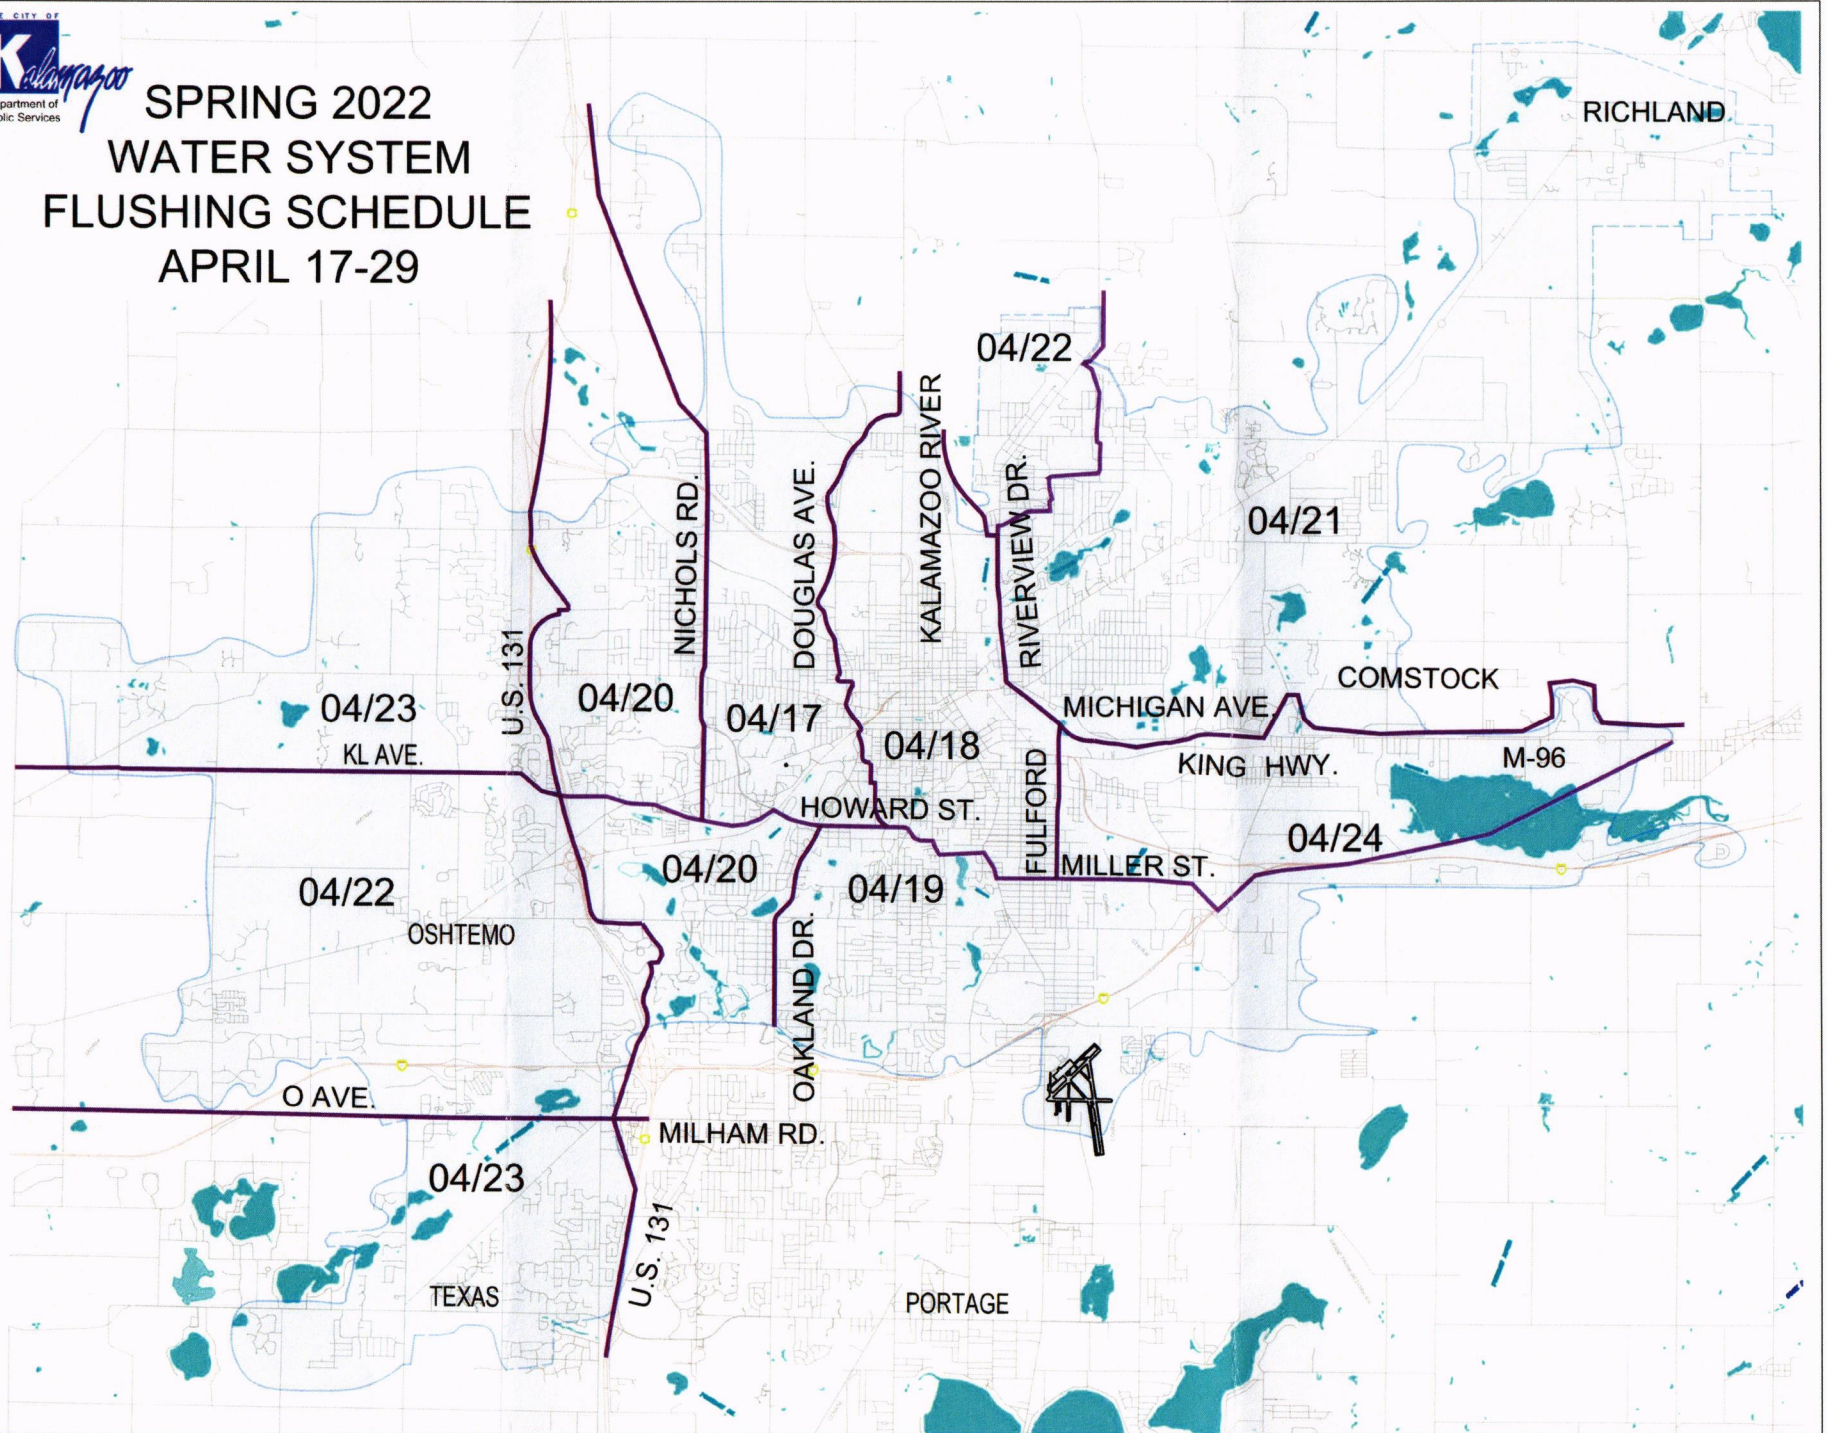 E CITY OF
Kalamazoo
partment of
blic Services
SPRING 2022
WATER SYSTEM
FLUSHING SCHEDULE
APRIL 17-29
RICHLAND
04/22
KALAMAZOO RIVER
RIVERVIEW DR.
DOUGLAS AVE.
NICHOLS RD.
04/21
U.S. 131
04/23
04/20
04/17
04/18
COMSTOCK
MICHIGAN AVE.
KL AVE.
KING HWY.
M-96
FULFORD
HOWARD ST.
04/24
MILLER ST.
04/20
04/19
04/22
OSHTEMO
OAKLAND DR.
O AVE.
MILHAM RD.
04/23
U.S. 131
TEXAS
PORTAGE